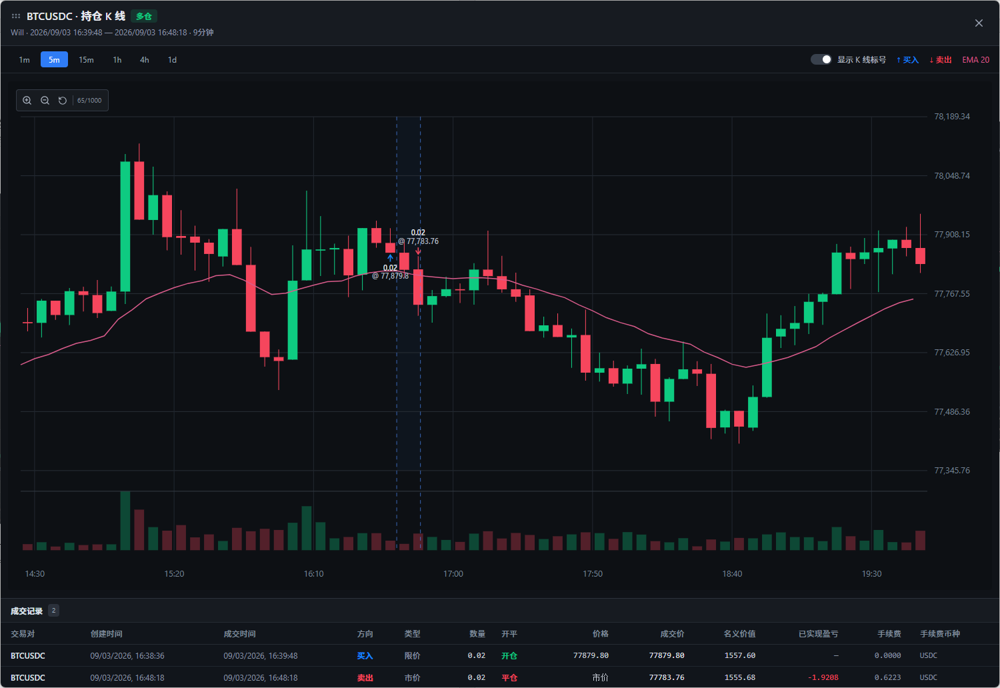 BTCUSDC · 持仓 K 线 多仓
Will · 2026/09/03 16:39:48 — 2026/09/03 16:48:18 · 9分钟
1m 5m 15m 1h 4h 1d 显示 K 线标号 ↑ 买入 ↓ 卖出 EMA 20
65/1000
78,189.34
78,048.74
77,908.15
77,767.55
77,626.95
77,486.36
77,345.76
0.02
@ 77,783.76
0.02
@ 77,879.8
14:30 15:20 16:10 17:00 17:50 18:40 19:30
成交记录 2
交易对 创建时间 成交时间 方向 类型 数量 开平 价格 成交价 名义价值 已实现盈亏 手续费 手续费币种
BTCUSDC 09/03/2026, 16:38:36 09/03/2026, 16:39:48 买入 限价 0.02 开仓 77879.80 77879.80 1557.60 — 0.0000 USDC
BTCUSDC 09/03/2026, 16:48:18 09/03/2026, 16:48:18 卖出 市价 0.02 平仓 市价 77783.76 1555.68 -1.9208 0.6223 USDC